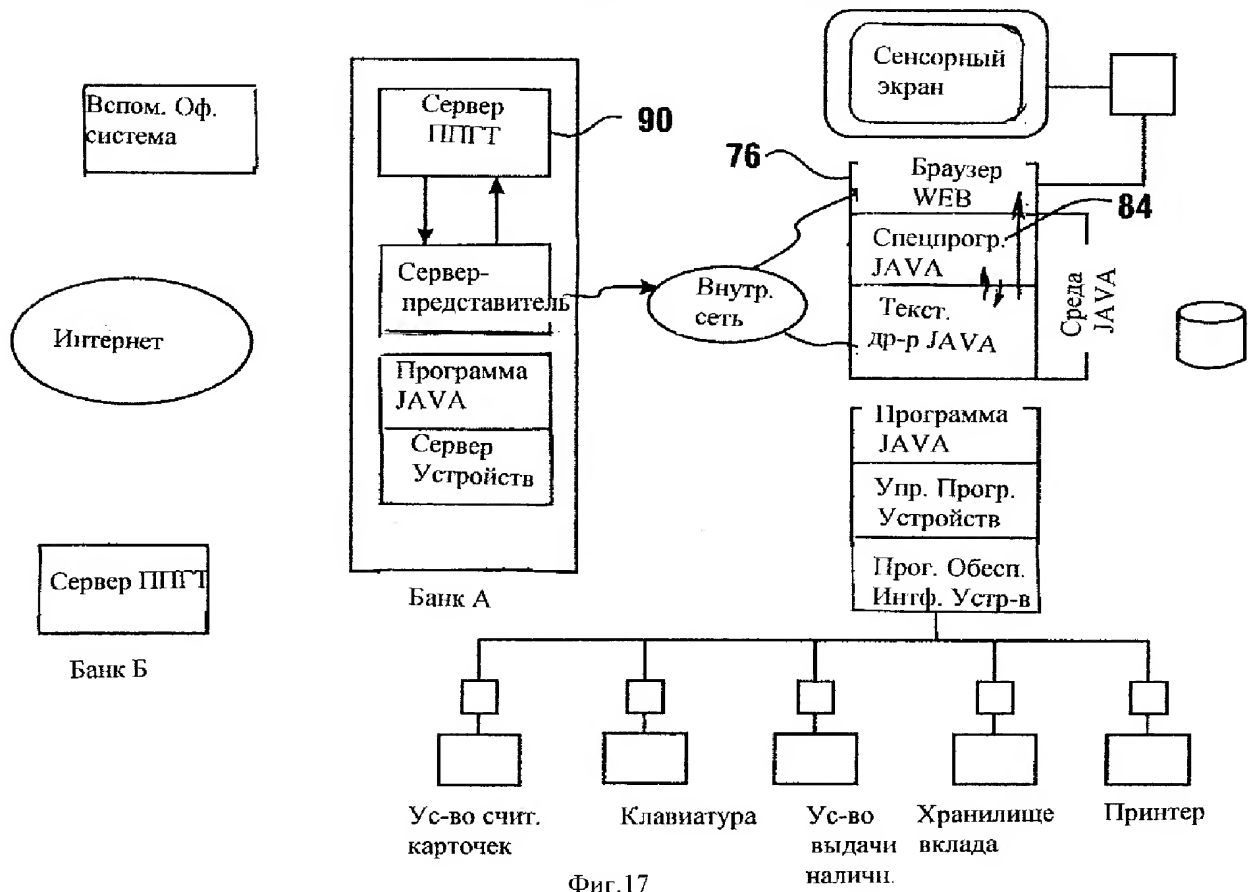 Вспом. Оф.
система
Интернет
Сервер ППГТ
Банк Б
Сервер
ППГТ
90
Сервер-
представитель
Программа
JAVA
Сервер
Устройств
Банк А
Внутр.
сеть
Сенсорный
экран
76
Браузер
WEB
84
Спецпрогр.
JAVA
Текст.
др-р JAVA
Среда
JAVA
Программа
JAVA
Упр. Прогр.
Устройств
Прог. Обесп.
Интф. Устр-в
Ус-во счит.
карточек
Клавиатура
Ус-во
выдачи
наличн.
Хранилище
вклада
Принтер
Фиг.17